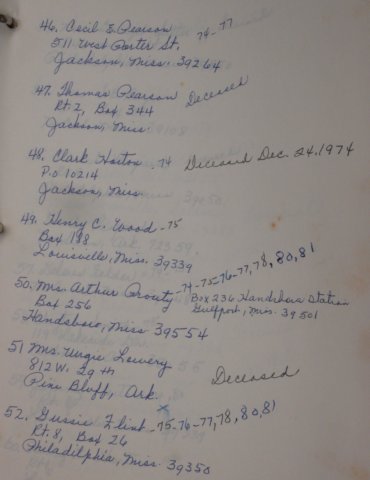 46. Cecil E. Pearson 74-77
511 West Porter St.
Jackson, Miss. 39264
47. Thomas Pearson Deceased
Rt. 2, Box 344
Jackson, Miss.
48. Clark Horton - 74 Deceased Dec. 24, 1974
P.O. 10214
Jackson, Miss.
49. Henry C. Wood - 75
Box 188
Louisville, Miss. 39339
50. Mrs. Arthur Prouty - 74-75-76-77, 78, 80, 81
Box 256 Box 236 Handsboro Station
Gulfport, Miss. 39501
Handsboro, Miss 39554
51 Mrs. Lowery
812 W. 29th Deceased
Pine Bluff, Ark.
52. Gussie Flint - 75-76-77, 78, 80, 81
Rt. 8, Box 26
Philadelphia, Miss. 39350